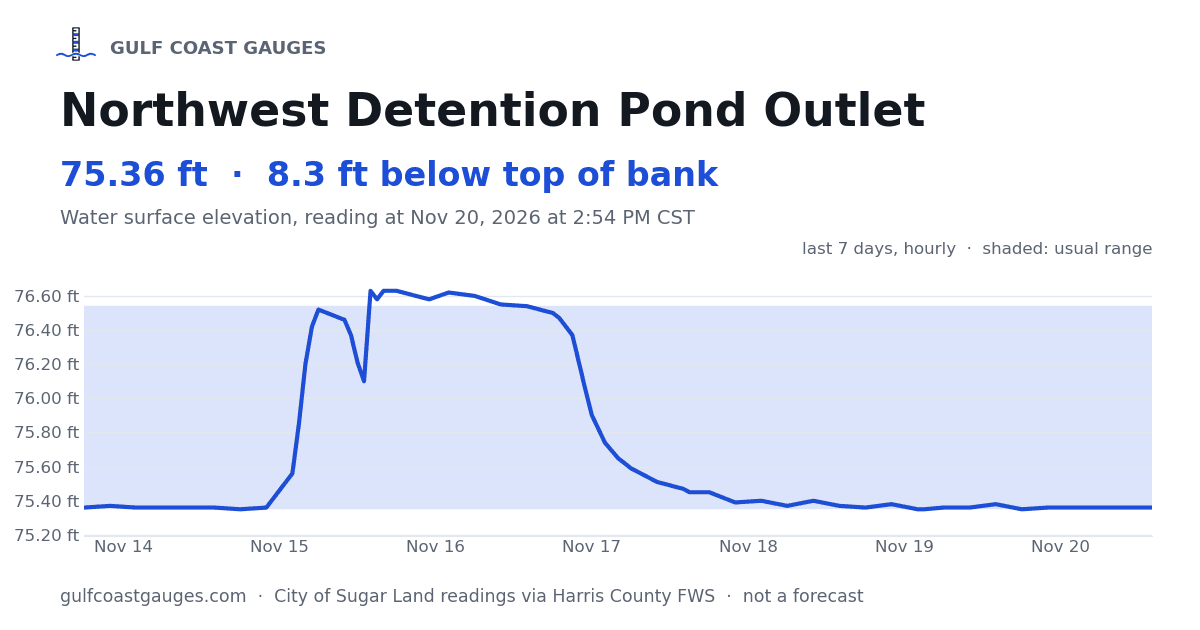 GULF COAST GAUGES
Northwest Detention Pond Outlet
75.36 ft · 8.3 ft below top of bank
Water surface elevation, reading at Nov 20, 2026 at 2:54 PM CST
last 7 days, hourly · shaded: usual range
76.60 ft
76.40 ft
76.20 ft
76.00 ft
75.80 ft
75.60 ft
75.40 ft
75.20 ft
Nov 14 Nov 15 Nov 16 Nov 17 Nov 18 Nov 19 Nov 20
gulfcoastgauges.com · City of Sugar Land readings via Harris County FWS · not a forecast